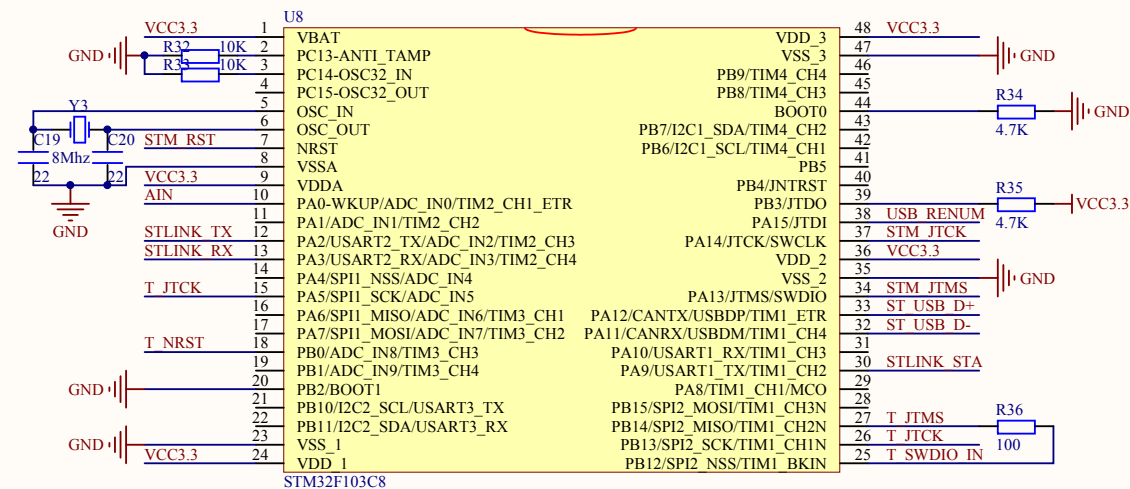 U8
VCC3.3 1 VBAT VDD_3 48 VCC3.3
GND R32 10K 2 PC13-ANTI_TAMP VSS_3 47 GND
R33 10K 3 PC14-OSC32_IN PB9/TIM4_CH4 46
4 PC15-OSC32_OUT PB8/TIM4_CH3 45
Y3 5 OSC_IN BOOT0 44 R34 GND
4.7K
C19 8Mhz C20 6 OSC_OUT PB7/I2C1_SDA/TIM4_CH2 43
STM_RST 7 NRST PB6/I2C1_SCL/TIM4_CH1 42
22 22 8 VSSA PB5 41
VCC3.3 9 VDDA PB4/JNTRST 40
AIN 10 PA0-WKUP/ADC_IN0/TIM2_CH1_ETR PB3/JTDO 39 R35 VCC3.3
4.7K
GND 11 PA1/ADC_IN1/TIM2_CH2 PA15/JTDI 38 USB_RENUM
STLINK_TX 12 PA2/USART2_TX/ADC_IN2/TIM2_CH3 PA14/JTCK/SWCLK 37 STM_JTCK
STLINK_RX 13 PA3/USART2_RX/ADC_IN3/TIM2_CH4 VDD_2 36 VCC3.3
14 PA4/SPI1_NSS/ADC_IN4 VSS_2 35 GND
T_JTCK 15 PA5/SPI1_SCK/ADC_IN5 PA13/JTMS/SWDIO 34 STM_JTMS
16 PA6/SPI1_MISO/ADC_IN6/TIM3_CH1 PA12/CANTX/USBDP/TIM1_ETR 33 ST_USB_D+
17 PA7/SPI1_MOSI/ADC_IN7/TIM3_CH2 PA11/CANRX/USBDM/TIM1_CH4 32 ST_USB_D-
T_NRST 18 PB0/ADC_IN8/TIM3_CH3 PA10/USART1_RX/TIM1_CH3 31
19 PB1/ADC_IN9/TIM3_CH4 PA9/USART1_TX/TIM1_CH2 30 STLINK_STA
GND 20 PB2/BOOT1 PA8/TIM1_CH1/MCO 29
21 PB10/I2C2_SCL/USART3_TX PB15/SPI2_MOSI/TIM1_CH3N 28
22 PB11/I2C2_SDA/USART3_RX PB14/SPI2_MISO/TIM1_CH2N 27 T_JTMS R36
100
GND 23 VSS_1 PB13/SPI2_SCK/TIM1_CH1N 26 T_JTCK
VCC3.3 24 VDD_1 PB12/SPI2_NSS/TIM1_BKIN 25 T_SWDIO_IN
STM32F103C8